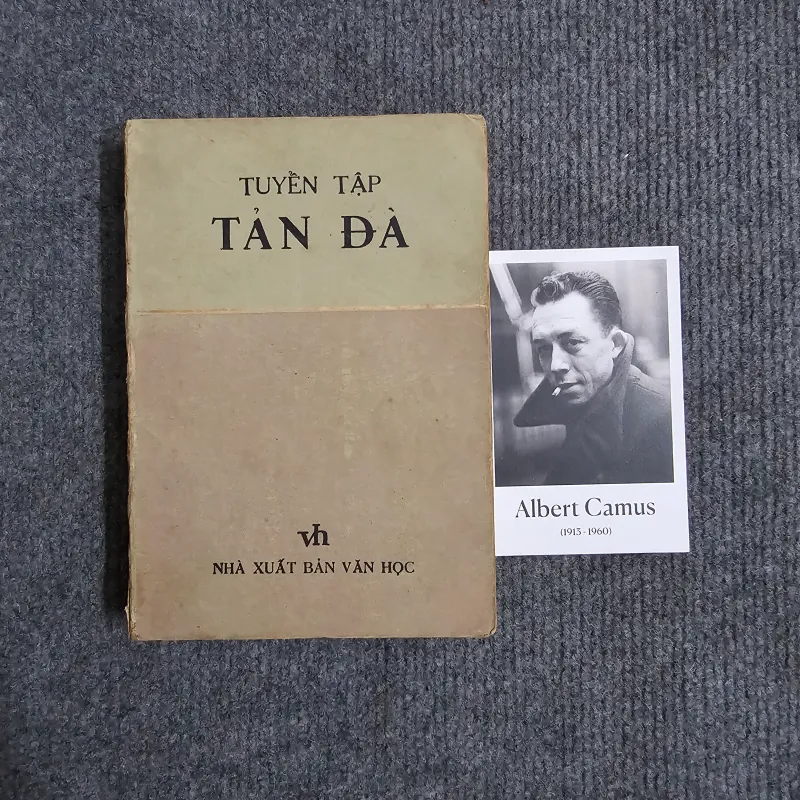 TUYỂN TẬP
TẢN ĐÀ
vh
NHÀ XUẤT BẢN VĂN HỌC
Albert Camus
(1913 - 1960)